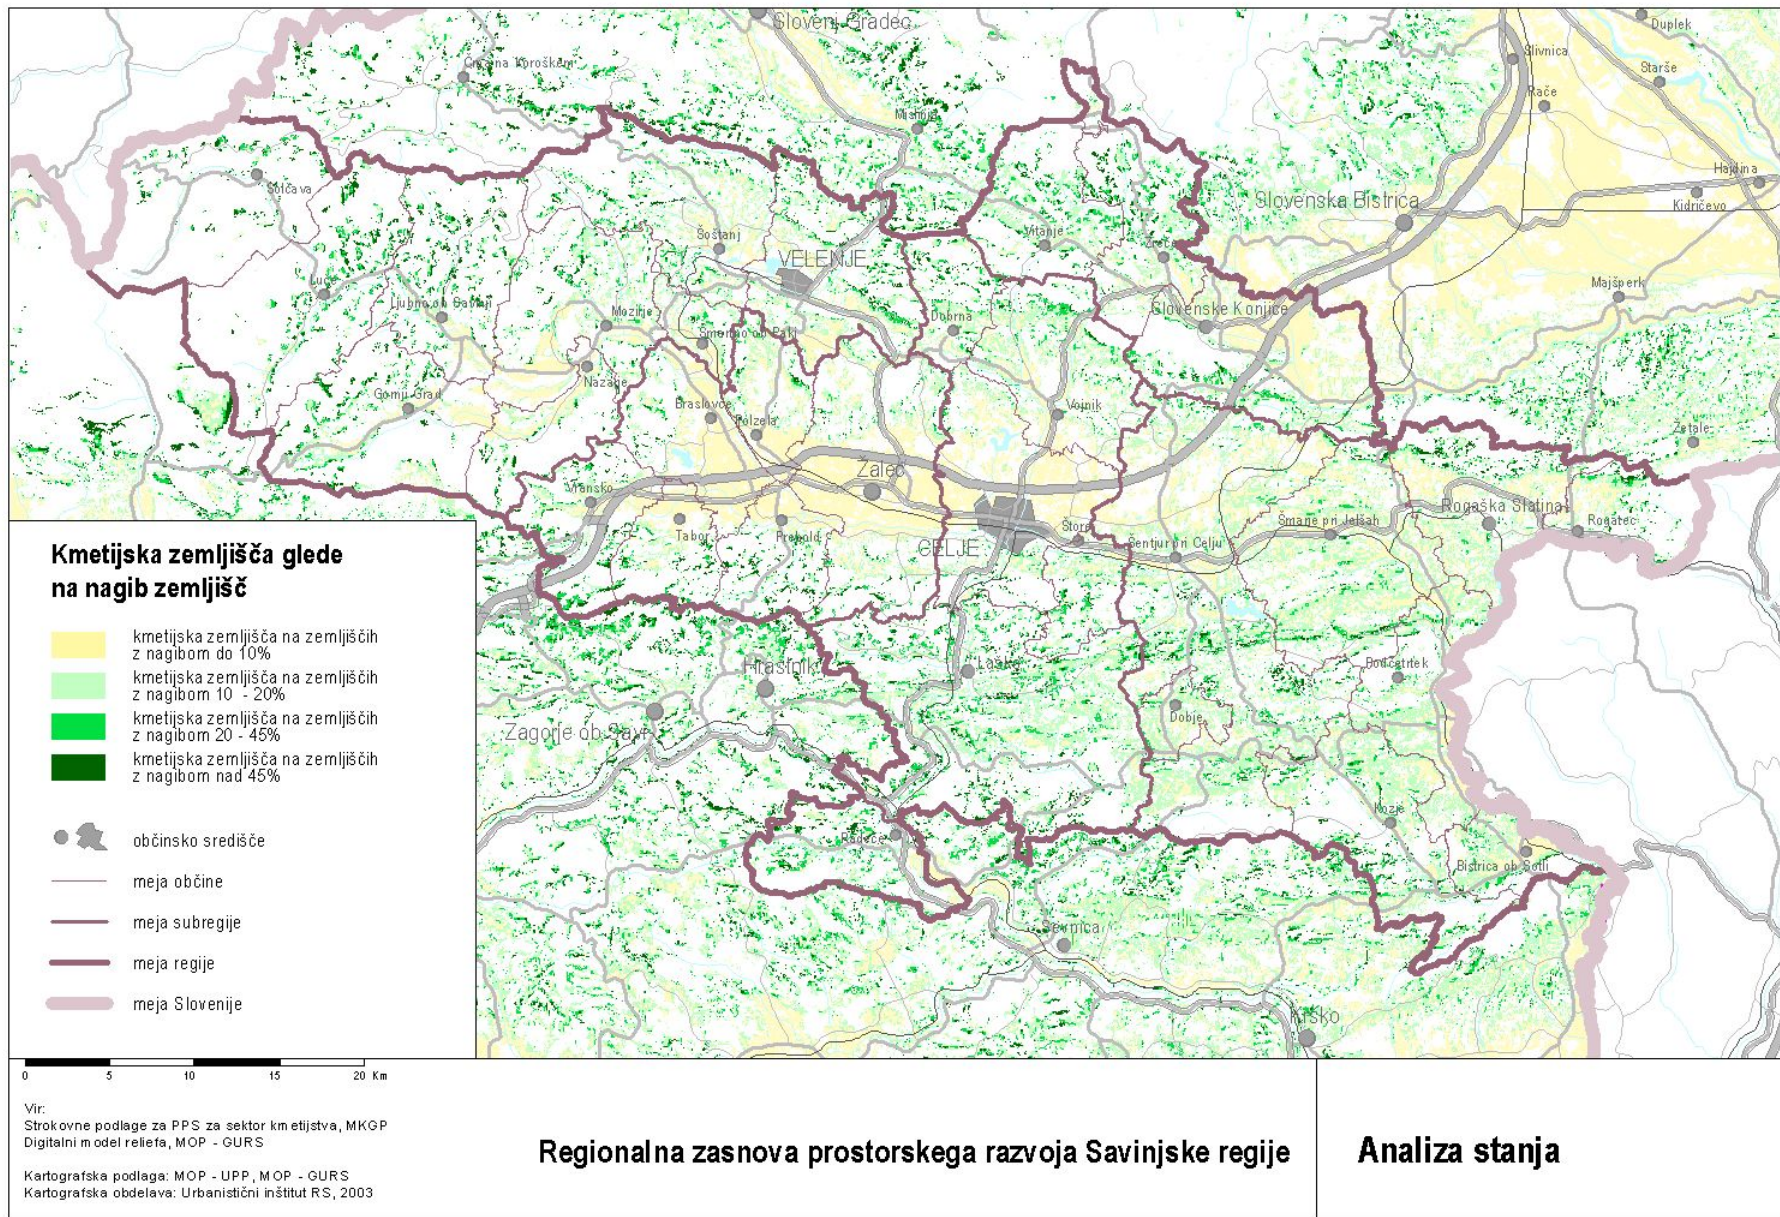 Slovenj Gradec
Duplek
Slivnica
Starše
Rače
Mislinja
Hajdina
Kidričevo
Solčava
Slovenska Bistrica
Šoštanj
VELENJE
Vitanje
Zreče
Luče
Ljubno ob Savinji
Majšperk
Mozirje
Šmartno ob Paki
Dobrna
Slovenske Konjice
Nazarje
Gornji Grad
Braslovče
Polzela
Vojnik
Žetale
Žalec
Vransko
Rogaška Slatina
Tabor
Prebold
CELJE
Štore
Šentjur pri Celju
Šmarje pri Jelšah
Rogatec
Hrastnik
Laško
Podčetrtek
Zagorje ob Savi
Dobje
Kozje
Radeče
Bistrica ob Sotli
Sevnica
Krško
Kmetijska zemljišča glede
na nagib zemljišč
kmetijska zemljišča na zemljiščih
z nagibom do 10%
kmetijska zemljišča na zemljiščih
z nagibom 10 - 20%
kmetijska zemljišča na zemljiščih
z nagibom 20 - 45%
kmetijska zemljišča na zemljiščih
z nagibom nad 45%
občinsko središče
meja občine
meja subregije
meja regije
meja Slovenije
0 5 10 15 20 Km
Vir:
Strokovne podlage za PPS za sektor kmetijstva, MKGP
Digitalni model reliefa, MOP - GURS
Kartografska podlaga: MOP - UPP, MOP - GURS
Kartografska obdelava: Urbanistični inštitut RS, 2003
Regionalna zasnova prostorskega razvoja Savinjske regije
Analiza stanja